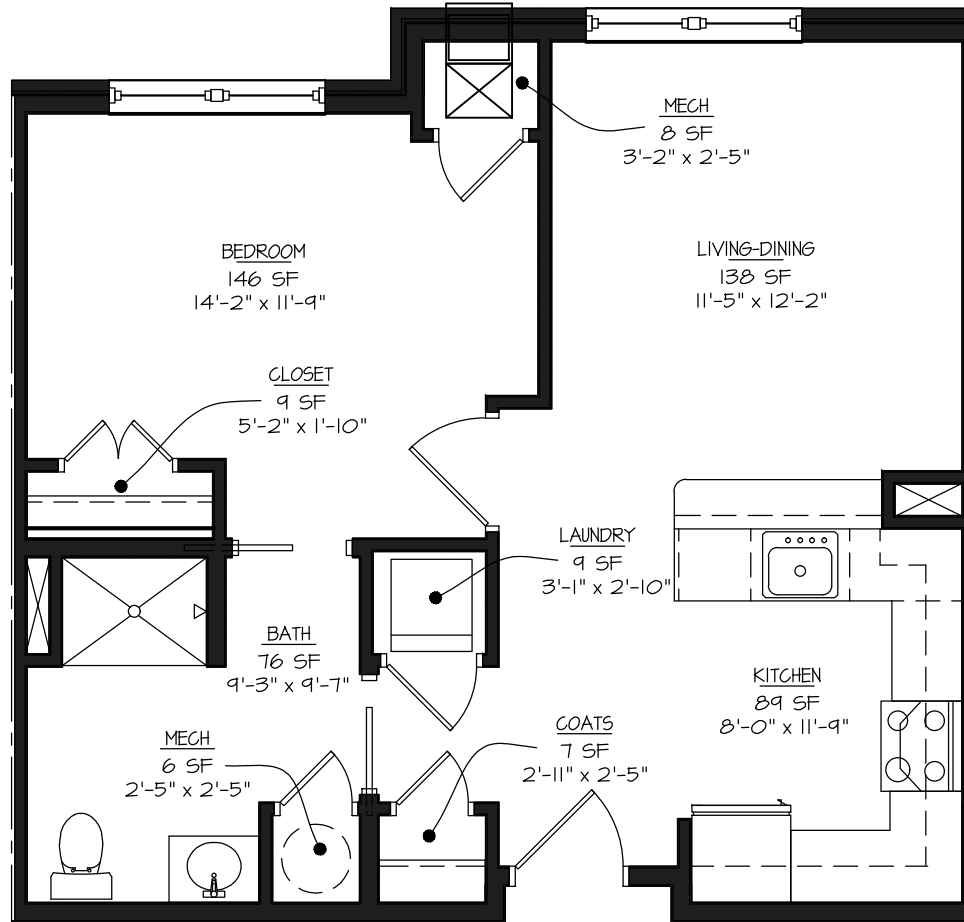 MECH
8 SF
3'-2" x 2'-5"
BEDROOM
146 SF
14'-2" x 11'-9"
LIVING-DINING
138 SF
11'-5" x 12'-2"
CLOSET
9 SF
5'-2" x 1'-10"
LAUNDRY
9 SF
3'-1" x 2'-10"
BATH
76 SF
9'-3" x 9'-7"
KITCHEN
89 SF
8'-0" x 11'-9"
MECH
6 SF
2'-5" x 2'-5"
COATS
7 SF
2'-11" x 2'-5"